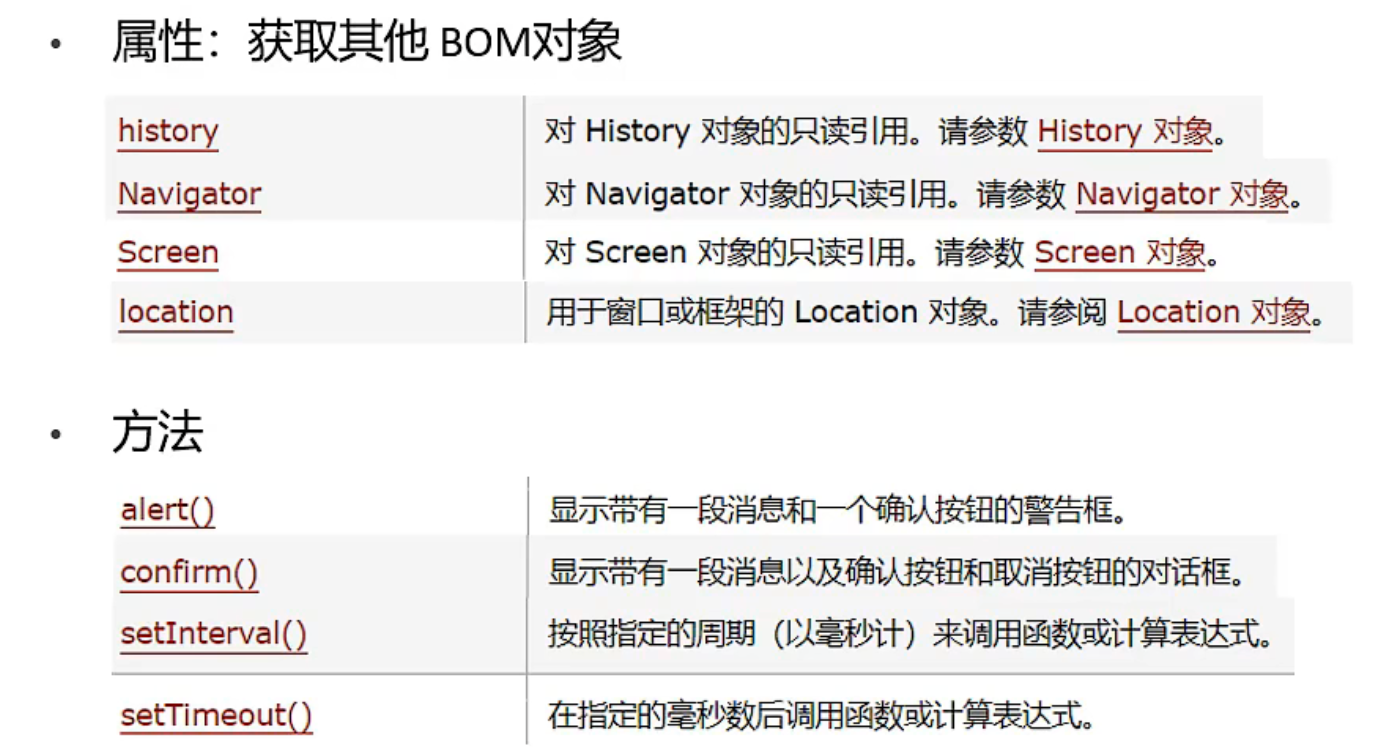 • 属性：获取其他 BOM对象
history 对 History 对象的只读引用。请参数 History 对象。
Navigator 对 Navigator 对象的只读引用。请参数 Navigator 对象。
Screen 对 Screen 对象的只读引用。请参数 Screen 对象。
location 用于窗口或框架的 Location 对象。请参阅 Location 对象。
• 方法
alert() 显示带有一段消息和一个确认按钮的警告框。
confirm() 显示带有一段消息以及确认按钮和取消按钮的对话框。
setInterval() 按照指定的周期（以毫秒计）来调用函数或计算表达式。
setTimeout() 在指定的毫秒数后调用函数或计算表达式。